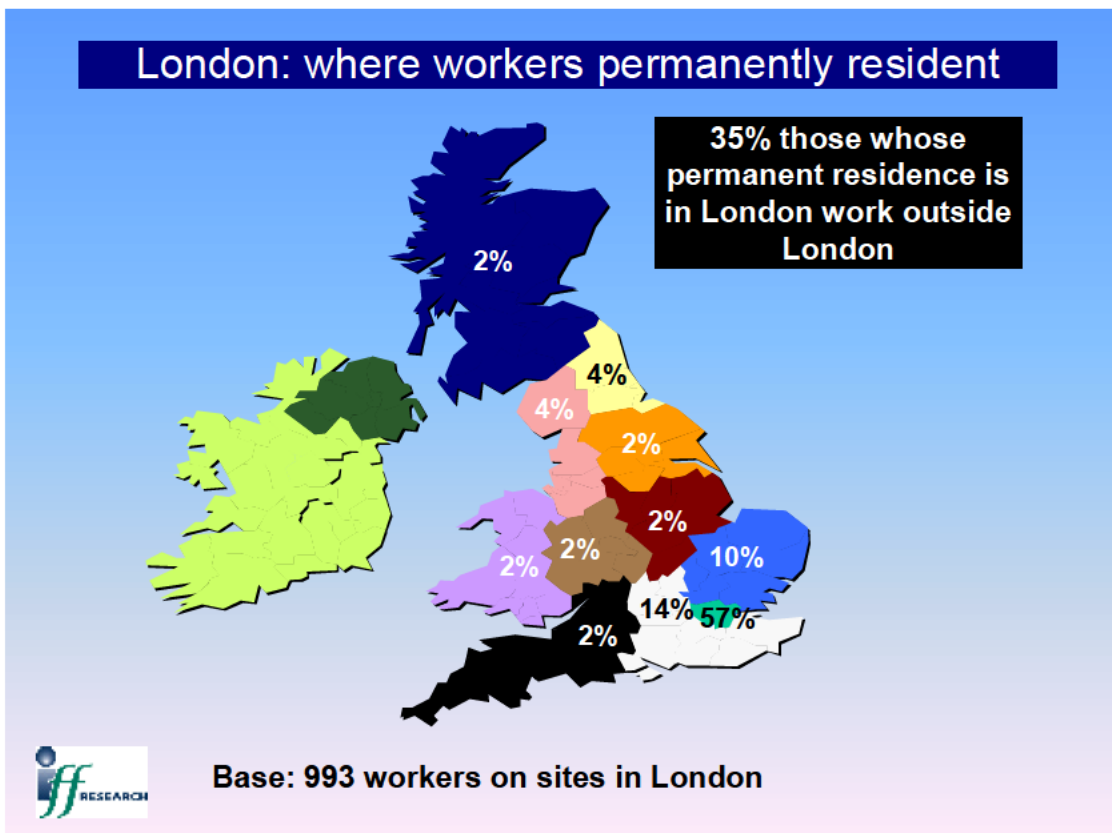 London: where workers permanently resident
35% those whose
permanent residence is
in London work outside
London
2%
4%
4%
2%
2%
2%
2%
10%
14%
57%
2%
iff
RESEARCH
Base: 993 workers on sites in London